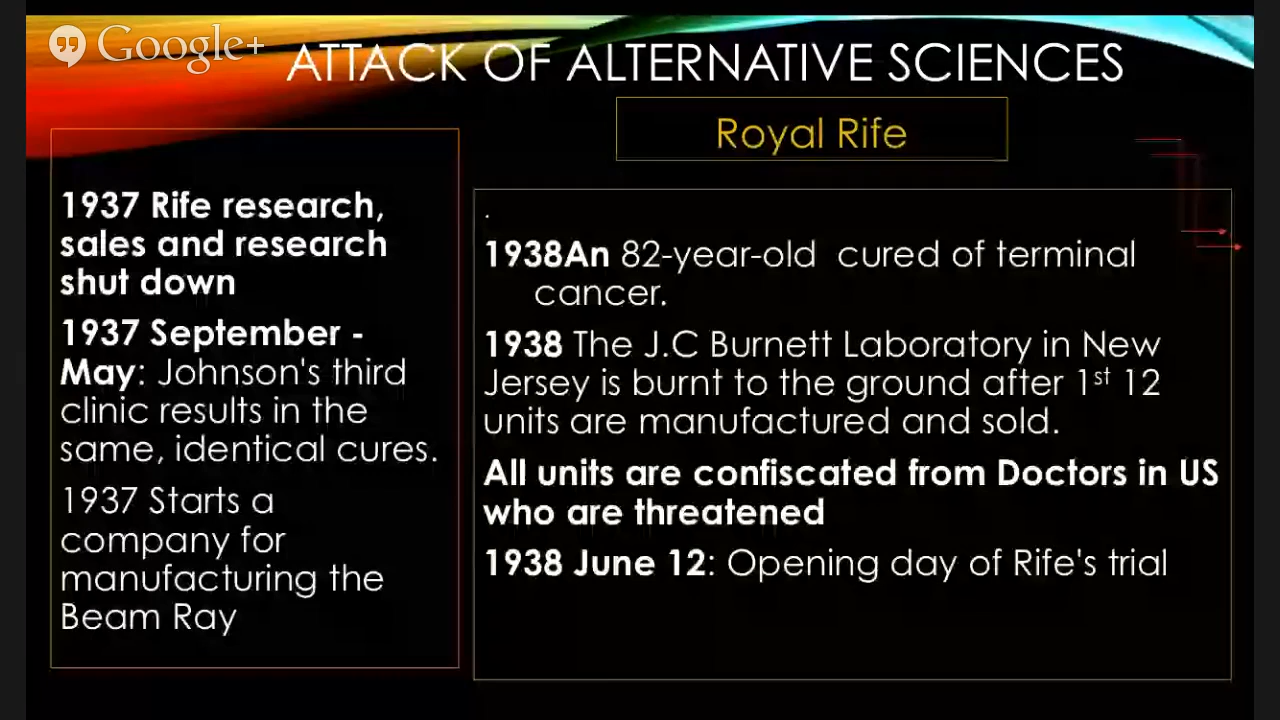 Google+
ATTACK OF ALTERNATIVE SCIENCES
Royal Rife
1937 Rife research,
sales and research
shut down
1937 September -
May: Johnson's third
clinic results in the
same, identical cures.
1937 Starts a
company for
manufacturing the
Beam Ray
.
1938An 82-year-old  cured of terminal
cancer.
1938 The J.C Burnett Laboratory in New
Jersey is burnt to the ground after 1st 12
units are manufactured and sold.
All units are confiscated from Doctors in US
who are threatened
1938 June 12: Opening day of Rife's trial